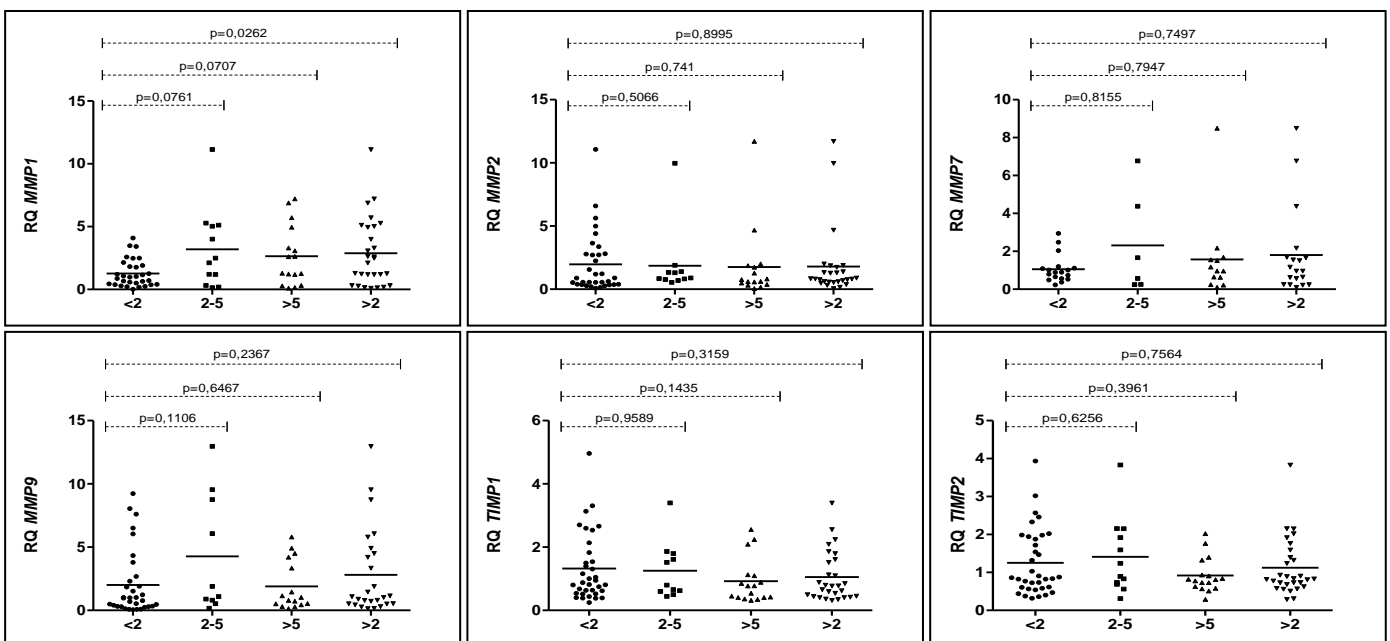 p=0,0262
p=0,0707
p=0,0761
15
10
5
0
RQ MMP1
<2 2-5 >5 >2
p=0,8995
p=0,741
p=0,5066
15
10
5
0
RQ MMP2
<2 2-5 >5 >2
p=0,7497
p=0,7947
p=0,8155
10
8
6
4
2
0
RQ MMP7
<2 2-5 >5 >2
p=0,2367
p=0,6467
p=0,1106
15
10
5
0
RQ MMP9
<2 2-5 >5 >2
p=0,3159
p=0,1435
p=0,9589
6
4
2
0
RQ TIMP1
<2 2-5 >5 >2
p=0,7564
p=0,3961
p=0,6256
5
4
3
2
1
0
RQ TIMP2
<2 2-5 >5 >2